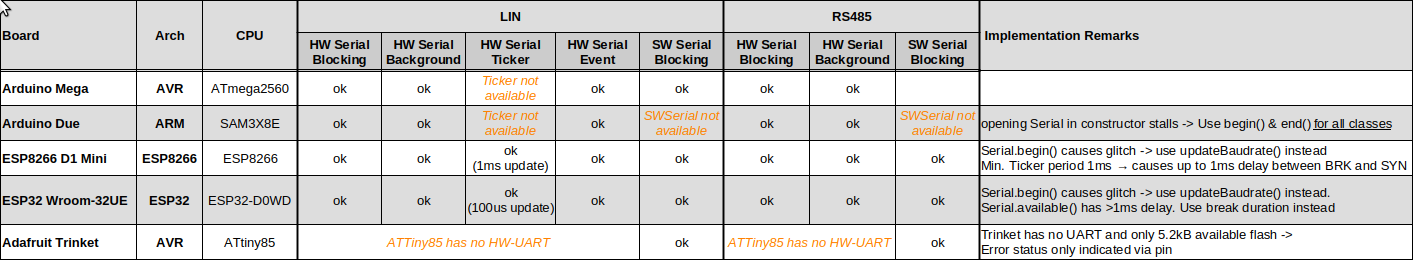 Board Arch CPU LIN RS485 Implementation Remarks
HW Serial Blocking HW Serial Background HW Serial Ticker HW Serial Event SW Serial Blocking HW Serial Blocking HW Serial Background SW Serial Blocking
Arduino Mega AVR ATmega2560 ok ok Ticker not available ok ok ok ok
Arduino Due ARM SAM3X8E ok ok Ticker not available ok SWSerial not available ok ok SWSerial not available opening Serial in constructor stalls -> Use begin() & end() for all classes
ESP8266 D1 Mini ESP8266 ESP8266 ok ok ok (1ms update) ok ok ok ok ok Serial.begin() causes glitch -> use updateBaudrate() instead
Min. Ticker period 1ms → causes up to 1ms delay between BRK and SYN
ESP32 Wroom-32UE ESP32 ESP32-D0WD ok ok ok (100us update) ok ok ok ok ok Serial.begin() causes glitch -> use updateBaudrate() instead.
Serial.available() has >1ms delay. Use break duration instead
Adafruit Trinket AVR ATtiny85 ATTiny85 has no HW-UART ok ATTiny85 has no HW-UART ok Trinket has no UART and only 5.2kB available flash ->
Error status only indicated via pin